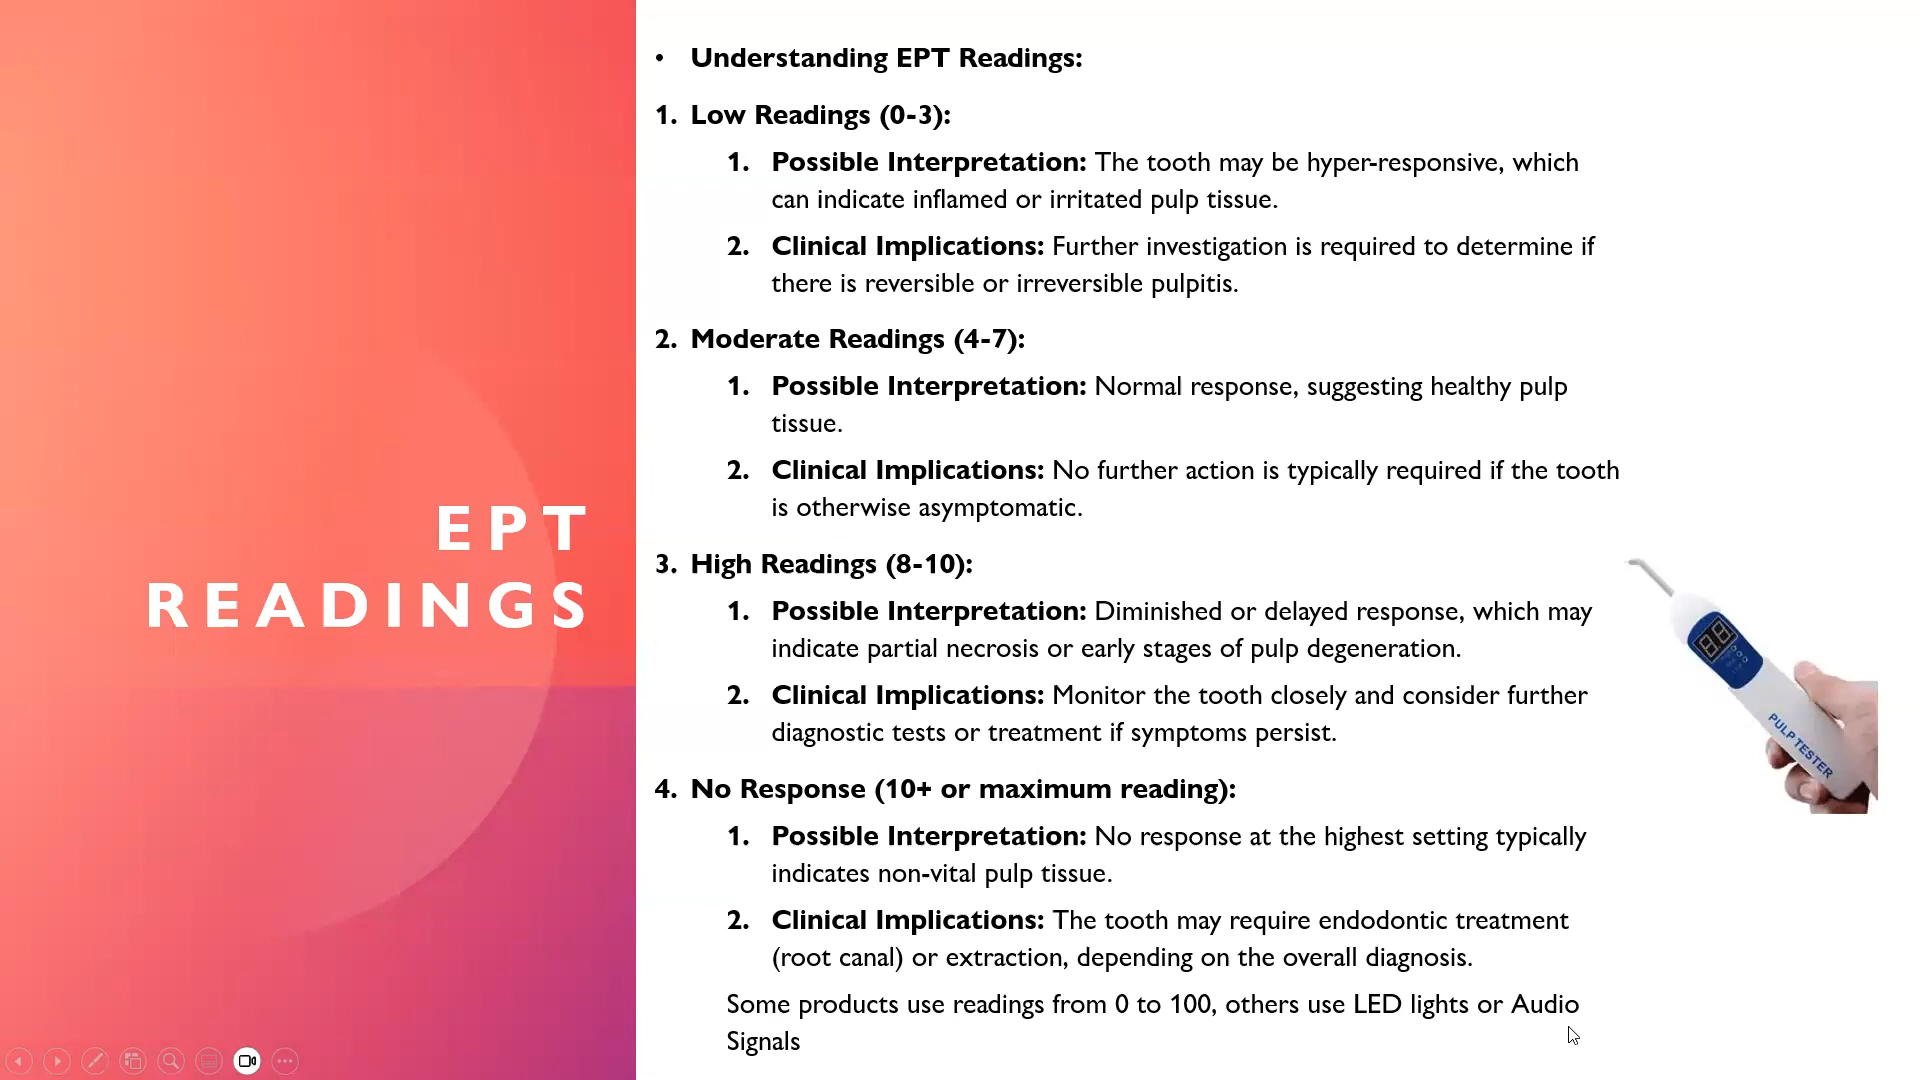 EPT
READINGS
• Understanding EPT Readings:
1. Low Readings (0-3):
1. Possible Interpretation: The tooth may be hyper-responsive, which
can indicate inflamed or irritated pulp tissue.
2. Clinical Implications: Further investigation is required to determine if
there is reversible or irreversible pulpitis.
2. Moderate Readings (4-7):
1. Possible Interpretation: Normal response, suggesting healthy pulp
tissue.
2. Clinical Implications: No further action is typically required if the tooth
is otherwise asymptomatic.
3. High Readings (8-10):
1. Possible Interpretation: Diminished or delayed response, which may
indicate partial necrosis or early stages of pulp degeneration.
2. Clinical Implications: Monitor the tooth closely and consider further
diagnostic tests or treatment if symptoms persist.
4. No Response (10+ or maximum reading):
1. Possible Interpretation: No response at the highest setting typically
indicates non-vital pulp tissue.
2. Clinical Implications: The tooth may require endodontic treatment
(root canal) or extraction, depending on the overall diagnosis.
Some products use readings from 0 to 100, others use LED lights or Audio
Signals
PULP TESTER